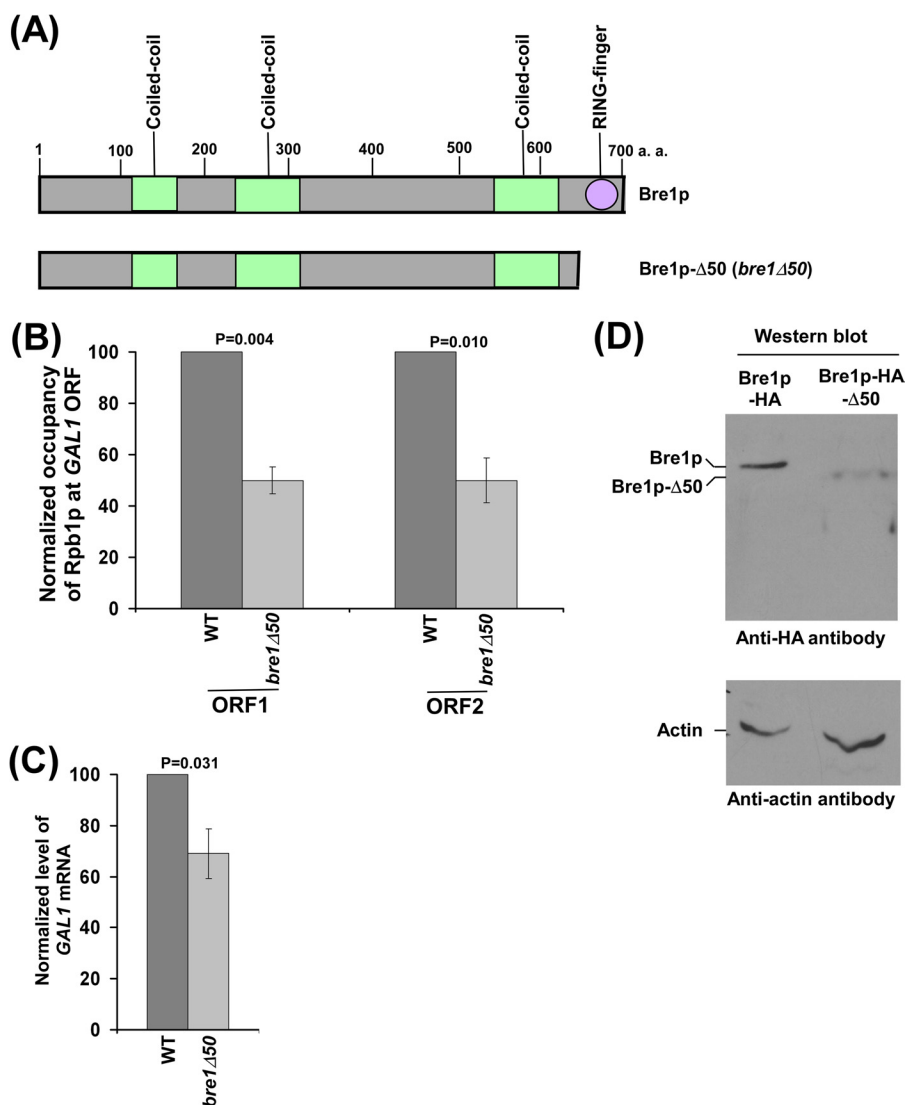 (A)
Coiled-coil
Coiled-coil
Coiled-coil
RING-finger
1 100 200 300 400 500 600 700 a. a.
Bre1p
Bre1p-Δ50 (bre1Δ50)
(B)
Normalized occupancy
of Rpb1p at GAL1 ORF
100
80
60
40
20
0
P=0.004
P=0.010
WT
bre1Δ50
WT
bre1Δ50
ORF1
ORF2
(C)
Normalized level of
GAL1 mRNA
100
80
60
40
20
0
P=0.031
WT
bre1Δ50
(D)
Western blot
Bre1p
-HA
Bre1p-HA
-Δ50
Bre1p
Bre1p-Δ50
Anti-HA antibody
Actin
Anti-actin antibody